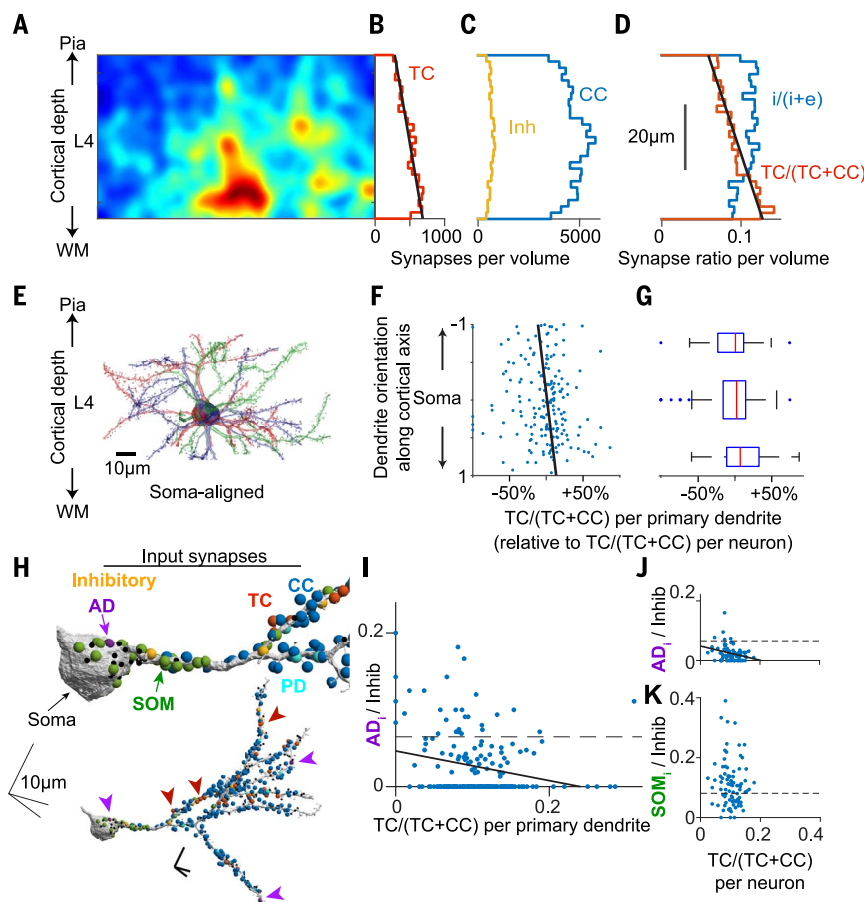 A
Pia
Cortical depth
L4
WM
B
TC
0
1000
C
CC
Inh
0
5000
Synapses per volume
D
i/(i+e)
20μm
TC/(TC+CC)
0
0.1
Synapse ratio per volume
E
Pia
Cortical depth
L4
WM
10μm
Soma-aligned
F
Dendrite orientation
along cortical axis
-1
Soma
1
-50%
+50%
G
-50%
+50%
TC/(TC+CC) per primary dendrite
(relative to TC/(TC+CC) per neuron)
H
Input synapses
Inhibitory
AD
TC
CC
SOM
PD
Soma
10μm
I
0.2
ADi / Inhib
0
0
0.2
TC/(TC+CC) per primary dendrite
J
0.2
ADi / Inhib
0
K
0.4
SOMi / Inhib
0.2
0
0
0.2
0.4
TC/(TC+CC)
per neuron